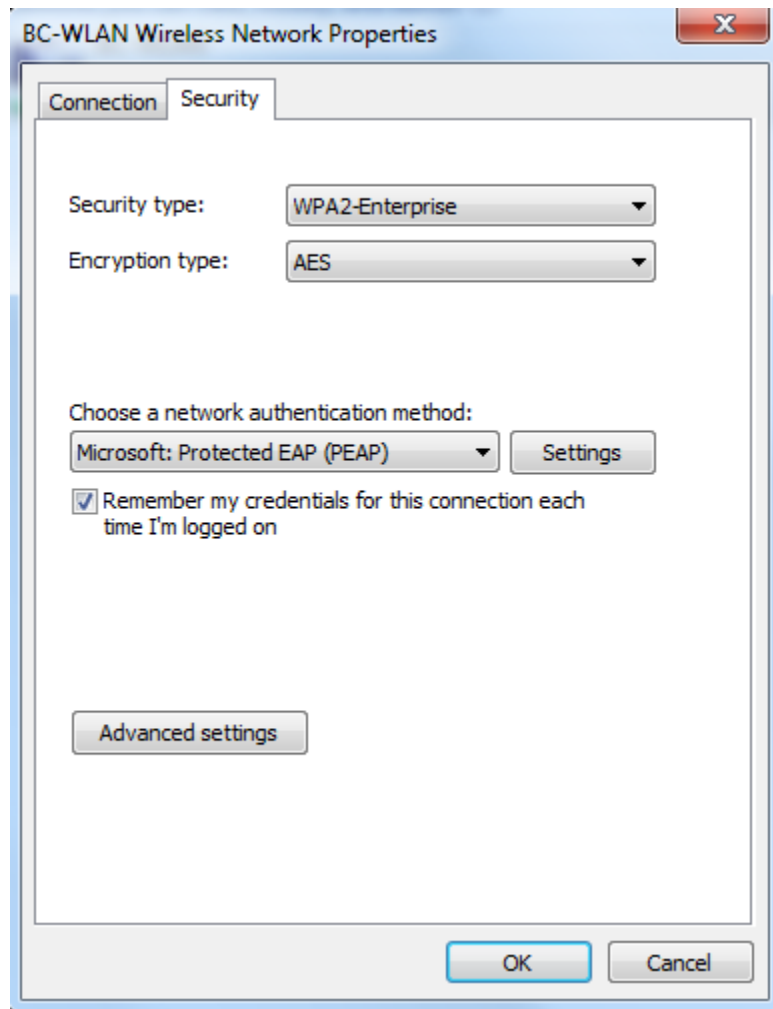 BC-WLAN Wireless Network Properties
Connection
Security
Security type:
WPA2-Enterprise
Encryption type:
AES
Choose a network authentication method:
Microsoft: Protected EAP (PEAP)
Settings
Remember my credentials for this connection each
time I'm logged on
Advanced settings
OK
Cancel